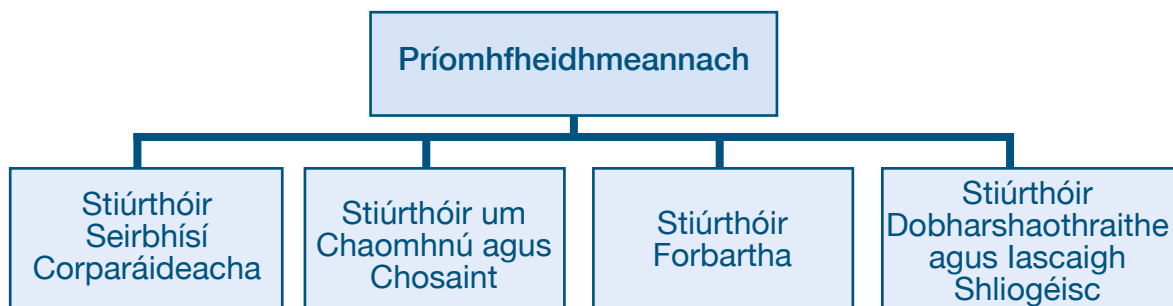 Príomhfheidhmeannach
Stiúrthóir
Seirbhísí
Corparáideacha
Stiúrthóir um
Chaomhnú agus
Chosaint
Stiúrthóir
Forbartha
Stiúrthóir
Dobharshaothraithe
agus Iascaigh
Shliogéisc